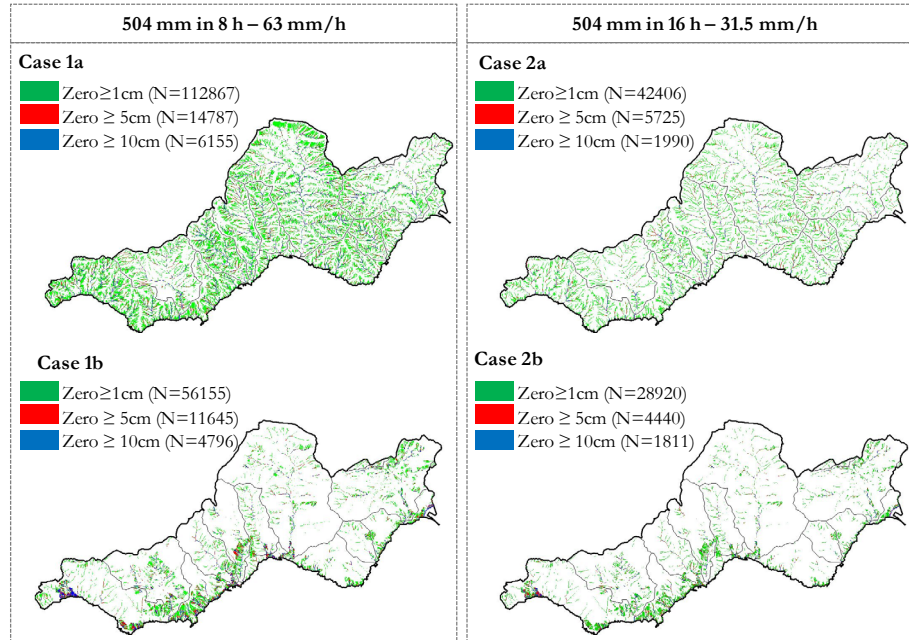 504 mm in 8 h – 63 mm/h
Case 1a
Zero≥1cm (N=112867)
Zero ≥ 5cm (N=14787)
Zero ≥ 10cm (N=6155)
Case 1b
Zero≥1cm (N=56155)
Zero ≥ 5cm (N=11645)
Zero ≥ 10cm (N=4796)
504 mm in 16 h – 31.5 mm/h
Case 2a
Zero≥1cm (N=42406)
Zero ≥ 5cm (N=5725)
Zero ≥ 10cm (N=1990)
Case 2b
Zero≥1cm (N=28920)
Zero ≥ 5cm (N=4440)
Zero ≥ 10cm (N=1811)